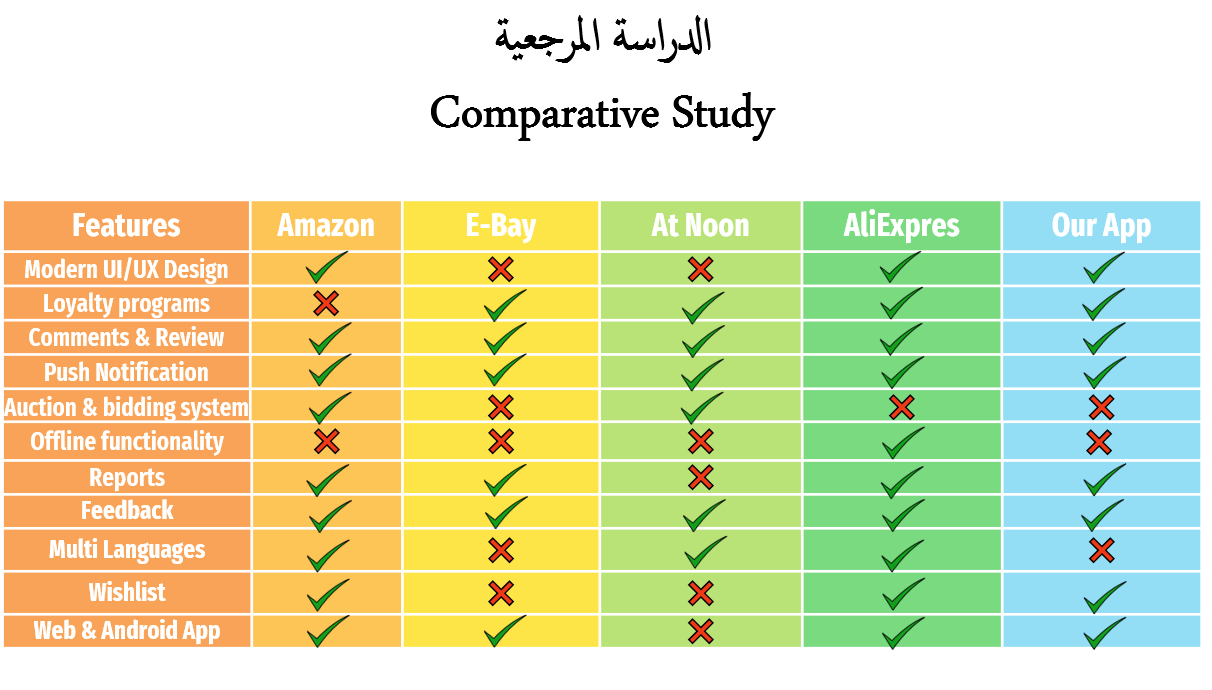 الدراسة المرجعية
Comparative Study
Features Amazon E-Bay At Noon AliExpres Our App
Modern UI/UX Design
Loyalty programs
Comments & Review
Push Notification
Auction & bidding system
Offline functionality
Reports
Feedback
Multi Languages
Wishlist
Web & Android App